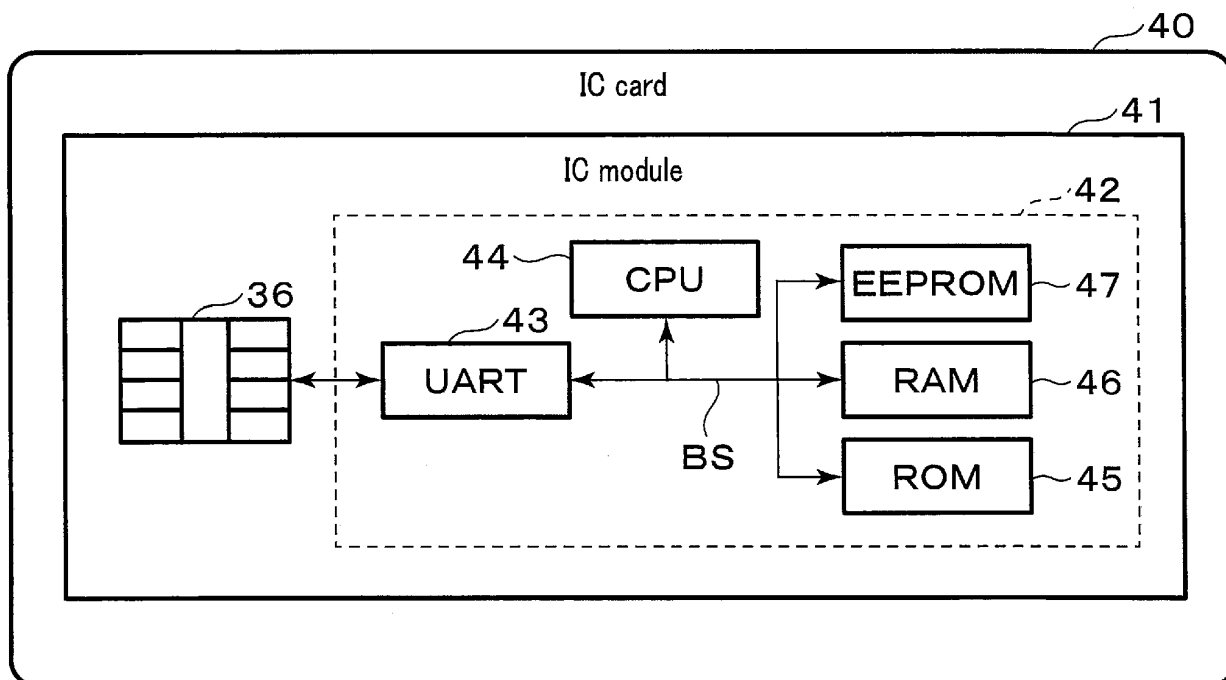 40
IC card
41
IC module
42
44
CPU
EEPROM
47
36
43
UART
RAM
46
BS
ROM
45